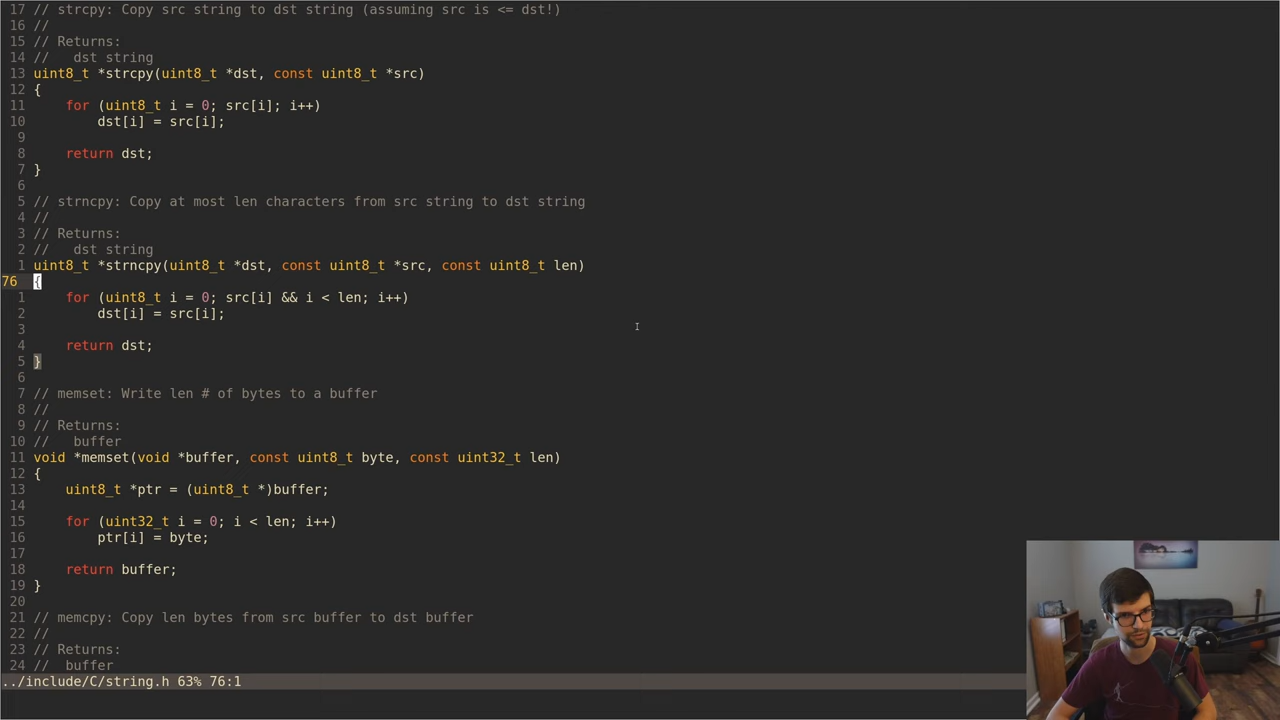 17 // strcpy: Copy src string to dst string (assuming src is <= dst!)
16 //
15 // Returns:
14 //   dst string
13 uint8_t *strcpy(uint8_t *dst, const uint8_t *src)
12 {
11     for (uint8_t i = 0; src[i]; i++)
10         dst[i] = src[i];
9
8     return dst;
7 }
6
5 // strncpy: Copy at most len characters from src string to dst string
4 //
3 // Returns:
2 //   dst string
1 uint8_t *strncpy(uint8_t *dst, const uint8_t *src, const uint8_t len)
76 {
1     for (uint8_t i = 0; src[i] && i < len; i++)
2         dst[i] = src[i];
3
4     return dst;
5 }
6
7 // memset: Write len # of bytes to a buffer
8 //
9 // Returns:
10 //   buffer
11 void *memset(void *buffer, const uint8_t byte, const uint32_t len)
12 {
13     uint8_t *ptr = (uint8_t *)buffer;
14
15     for (uint32_t i = 0; i < len; i++)
16         ptr[i] = byte;
17
18     return buffer;
19 }
20
21 // memcpy: Copy len bytes from src buffer to dst buffer
22 //
23 // Returns:
24 //  buffer
../include/C/string.h 63% 76:1